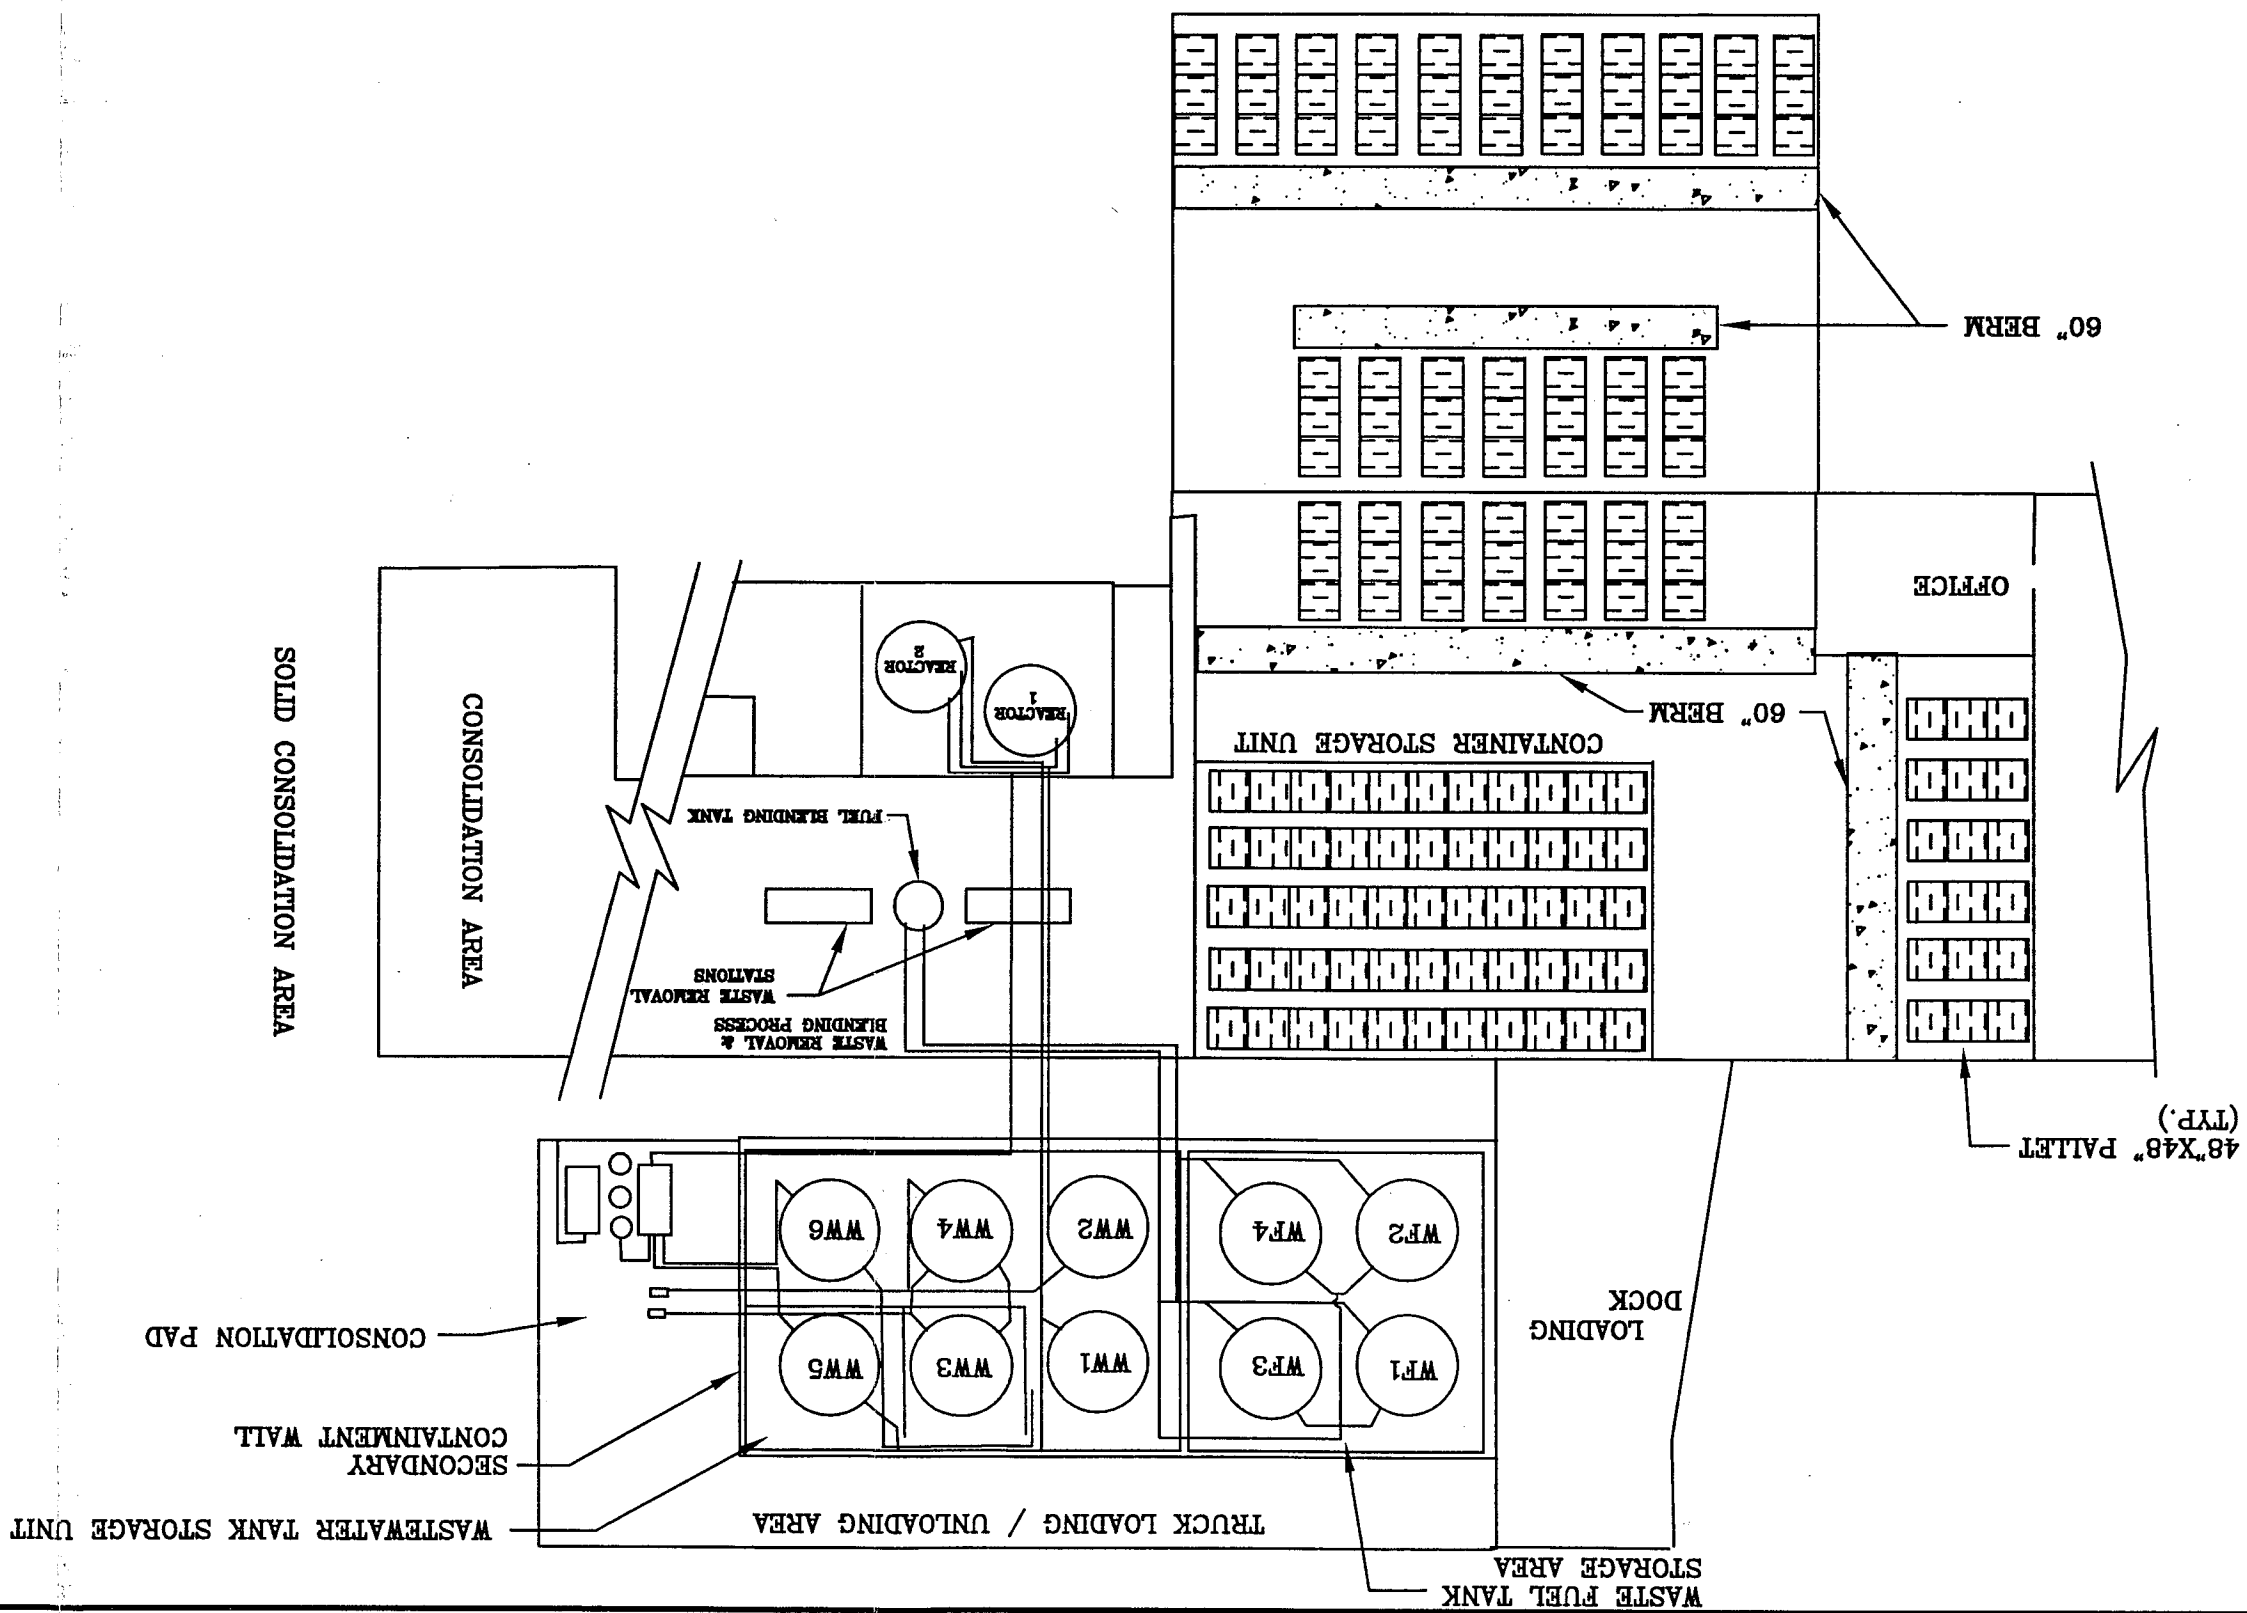 WASTE FUEL TANK
STORAGE AREA
TRUCK LOADING / UNLOADING AREA
WASTEWATER TANK STORAGE UNIT
SECONDARY
CONTAINMENT WALL
CONSOLIDATION PAD
LOADING
DOCK
WF1
WF3
WW1
WW3
WW5
WF2
WF4
WW2
WW4
WW6
48"X48" PALLET
(TYP.)
WASTE REMOVAL &
BLENDING PROCESS
WASTE REMOVAL
STATIONS
FUEL BLENDING TANK
CONSOLIDATION AREA
SOLID CONSOLIDATION AREA
CONTAINER STORAGE UNIT
60" BERM
REACTOR
1
REACTOR
2
OFFICE
60" BERM